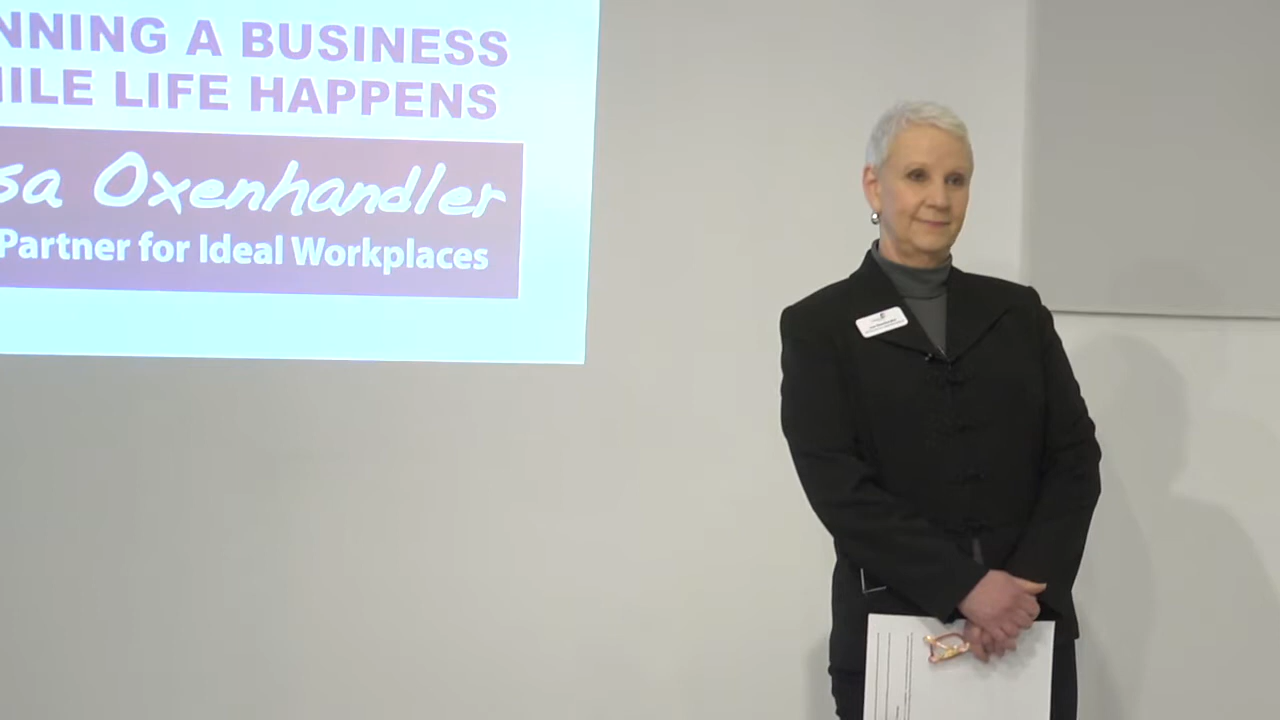 NNING A BUSINESS
HILE LIFE HAPPENS
sa Oxenhandler
Partner for Ideal Workplaces